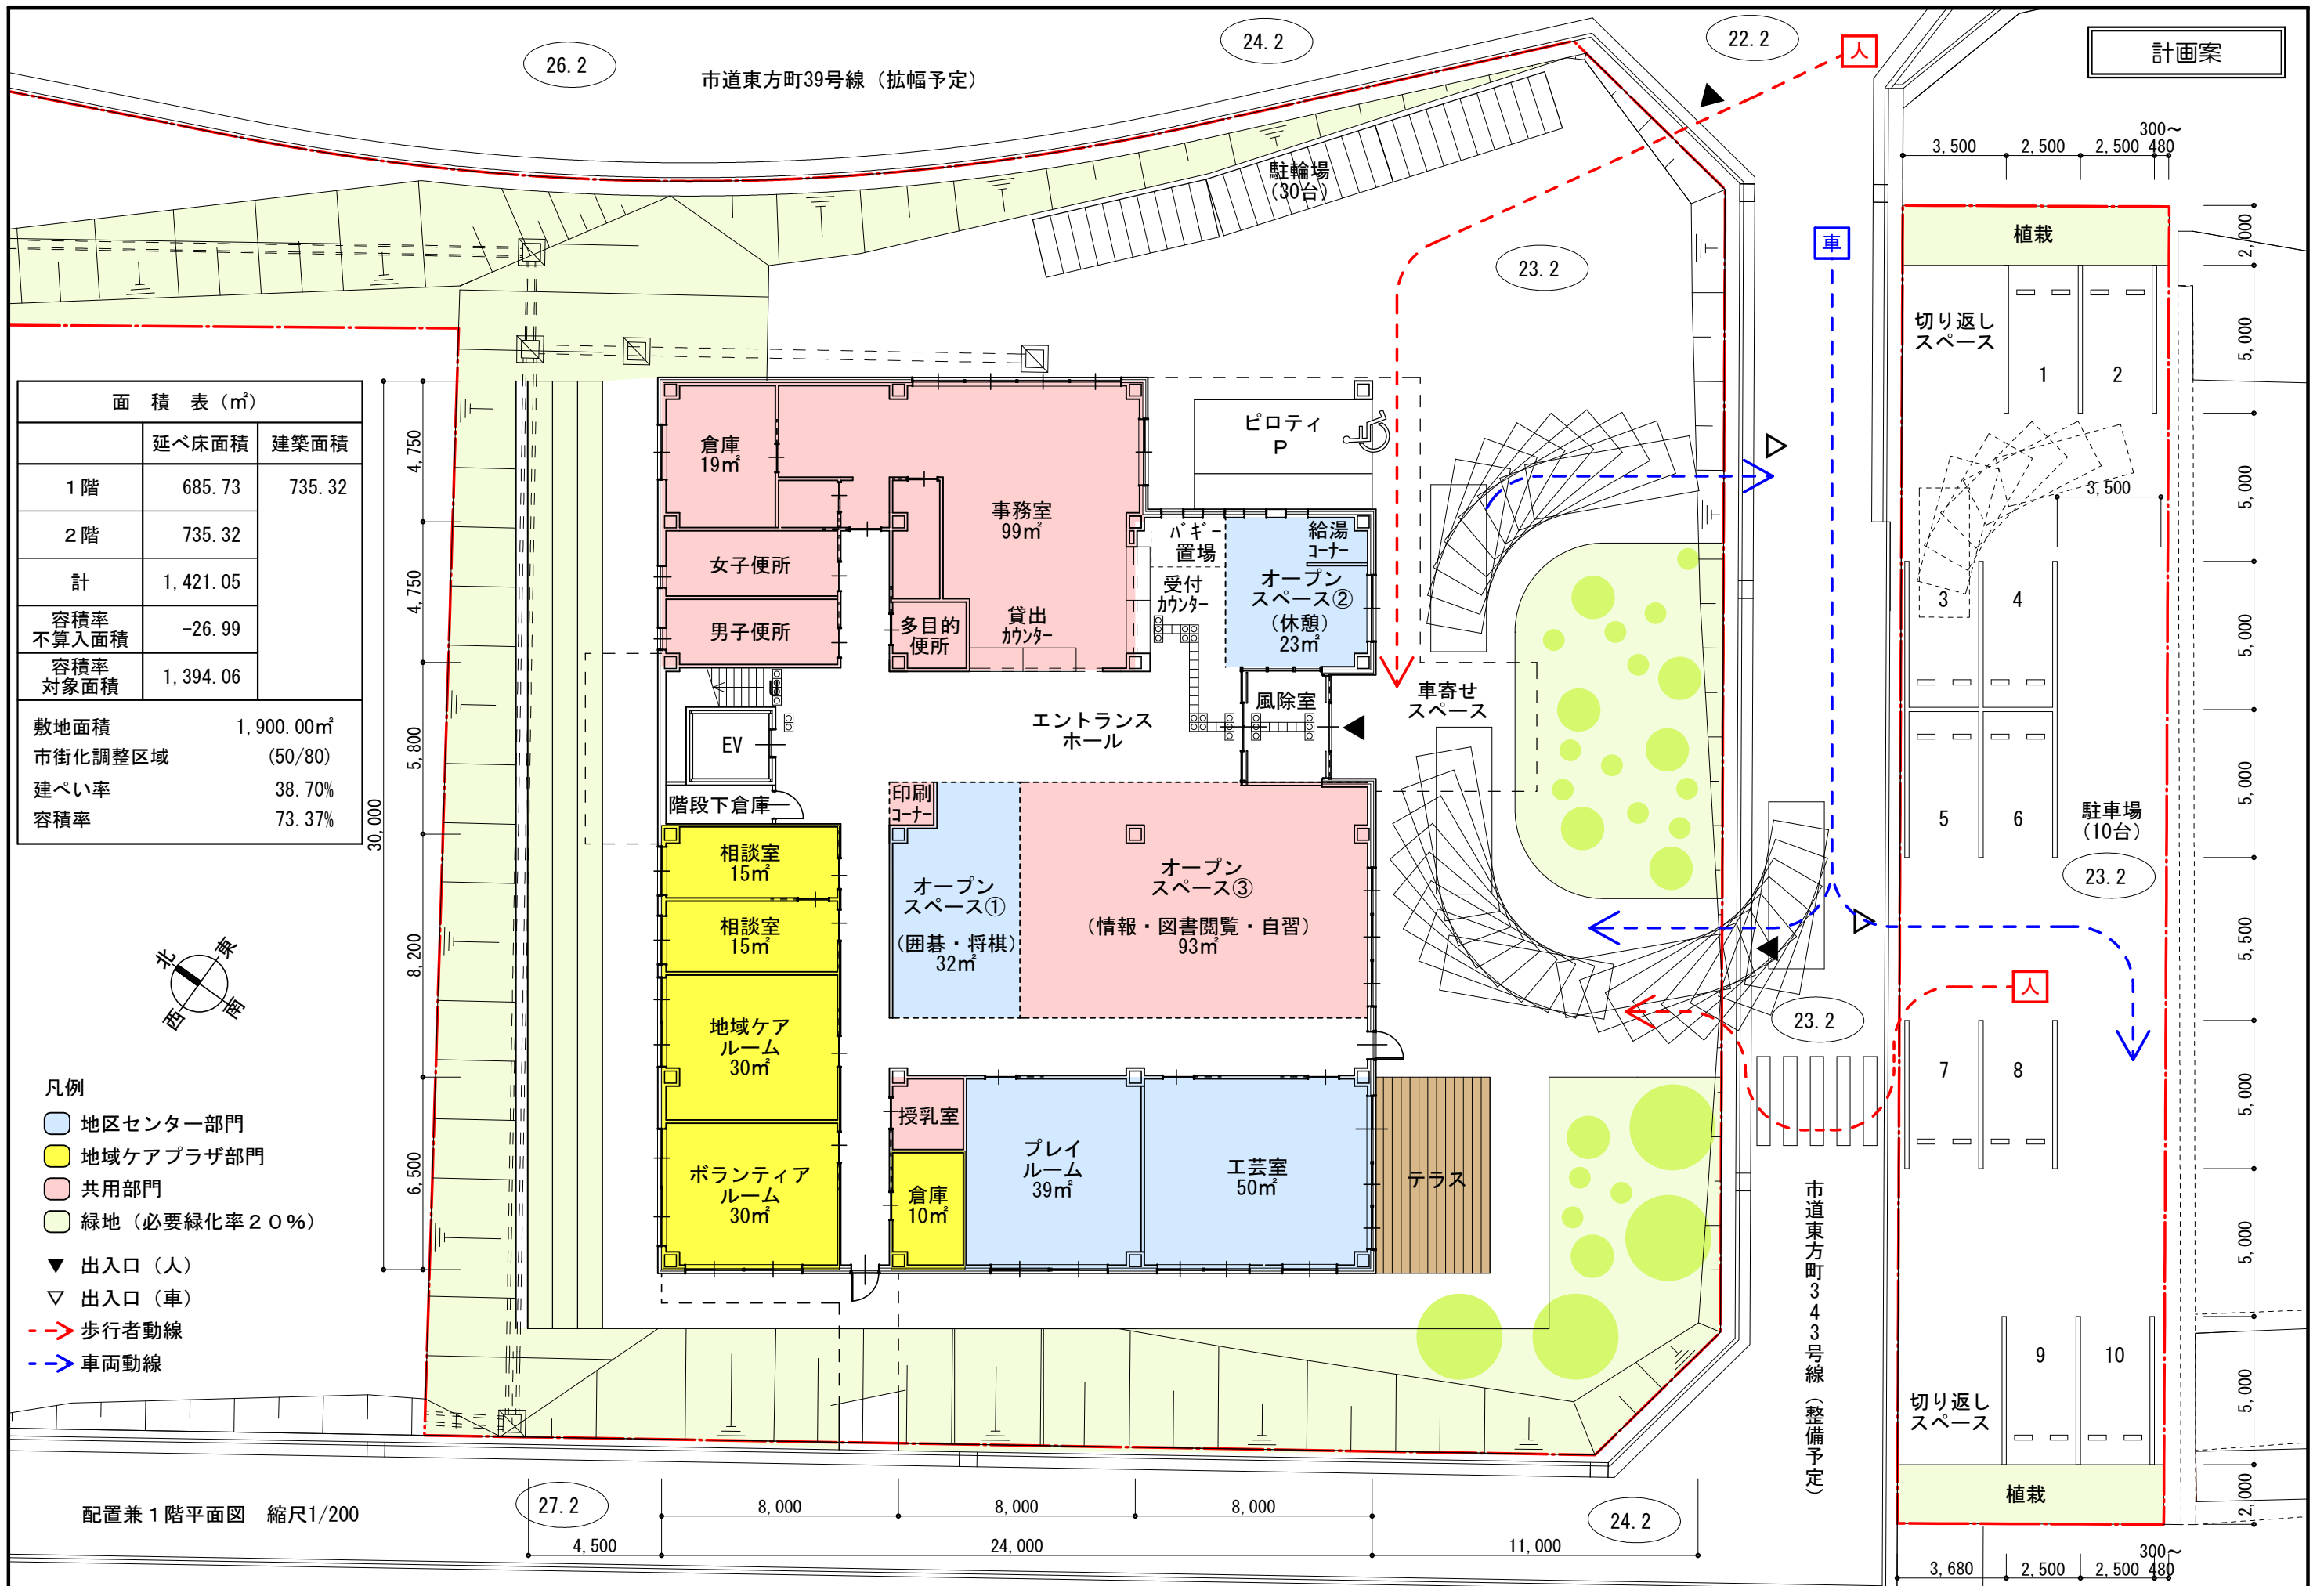 計画案
26.2
24.2
22.2
人
市道東方町39号線（拡幅予定）
駐輪場
（30台）
23.2
車
3,500
2,500
2,500
300～
480
植栽
2,000
切り返し
スペース
1
2
5,000
5,000
3,500
3
4
5,000
5,000
5
6
駐車場
（10台）
23.2
5,500
人
7
8
5,000
5,000
9
10
5,000
切り返し
スペース
植栽
2,000
3,680
2,500
2,500
300～
480
23.2
市道東方町343号線（整備予定）
面　積　表（㎡）
延べ床面積
建築面積
1階
685.73
735.32
2階
735.32
計
1,421.05
容積率
不算入面積
-26.99
容積率
対象面積
1,394.06
敷地面積
1,900.00㎡
市街化調整区域
(50/80)
建ぺい率
38.70%
容積率
73.37%
4,750
4,750
5,800
30,000
8,200
6,500
倉庫
19㎡
事務室
99㎡
女子便所
男子便所
多目的
便所
貸出
カウンター
ピロティ
P
バギー
置場
受付
カウンター
給湯
コーナー
オープン
スペース②
（休憩）
23㎡
風除室
車寄せ
スペース
エントランス
ホール
EV
階段下倉庫
印刷
コーナー
相談室
15㎡
相談室
15㎡
オープン
スペース①
（囲碁・将棋）
32㎡
オープン
スペース③
（情報・図書閲覧・自習）
93㎡
地域ケア
ルーム
30㎡
ボランティア
ルーム
30㎡
授乳室
倉庫
10㎡
プレイ
ルーム
39㎡
工芸室
50㎡
テラス
北
東
西
南
凡例
地区センター部門
地域ケアプラザ部門
共用部門
緑地（必要緑化率２０％）
出入口（人）
出入口（車）
歩行者動線
車両動線
配置兼1階平面図　縮尺1/200
27.2
24.2
8,000
8,000
8,000
4,500
24,000
11,000